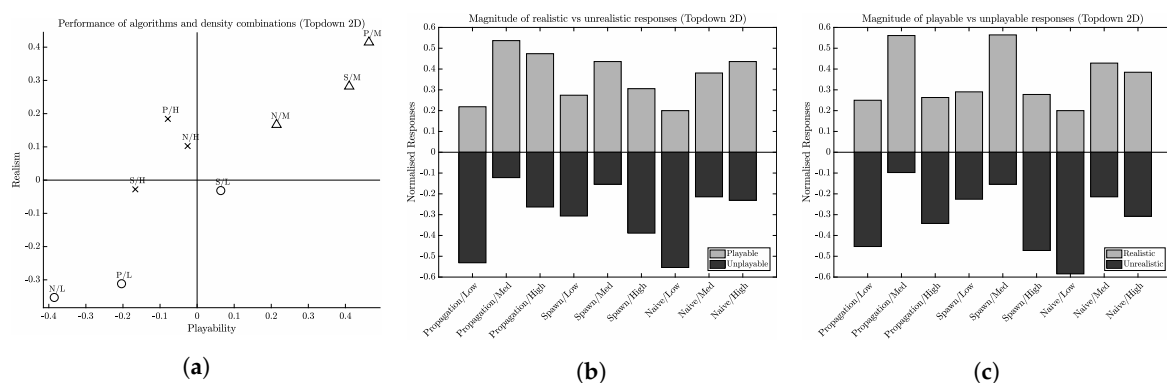 Performance of algorithms and density combinations (Topdown 2D)
P/M
0.4
S/M
0.3
0.2
P/H
N/M
N/H
0.1
Realism
0
S/H
S/L
-0.1
-0.2
P/L
-0.3
N/L
-0.4 -0.3 -0.2 -0.1 0 0.1 0.2 0.3 0.4
Playability
(a)
Magnitude of realistic vs unrealistic responses (Topdown 2D)
0.6
0.5
0.4
0.3
0.2
0.1
0
-0.1
-0.2
-0.3
-0.4
-0.5
-0.6
Normalised Responses
Playable
Unplayable
Propagation/Low
Propagation/Med
Propagation/High
Spawn/Low
Spawn/Med
Spawn/High
Naive/Low
Naive/Med
Naive/High
(b)
Magnitude of playable vs unplayable responses (Topdown 2D)
0.6
0.5
0.4
0.3
0.2
0.1
0
-0.1
-0.2
-0.3
-0.4
-0.5
-0.6
Normalised Responses
Realistic
Unrealistic
Propagation/Low
Propagation/Med
Propagation/High
Spawn/Low
Spawn/Med
Spawn/High
Naive/Low
Naive/Med
Naive/High
(c)